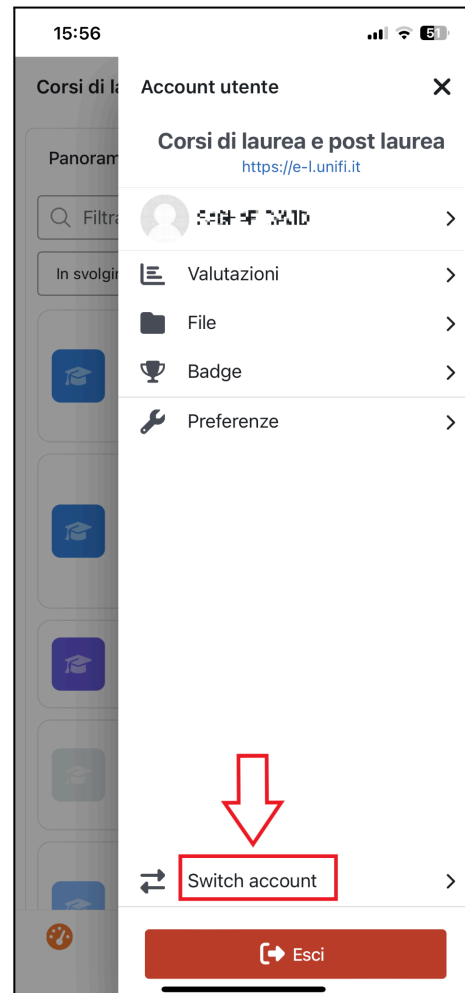 15:56
51
Corsi di la
Account utente
Corsi di laurea e post laurea
https://e-l.unifi.it
Panoram
Filtra
In svolgin
Valutazioni
File
Badge
Preferenze
Switch account
Esci